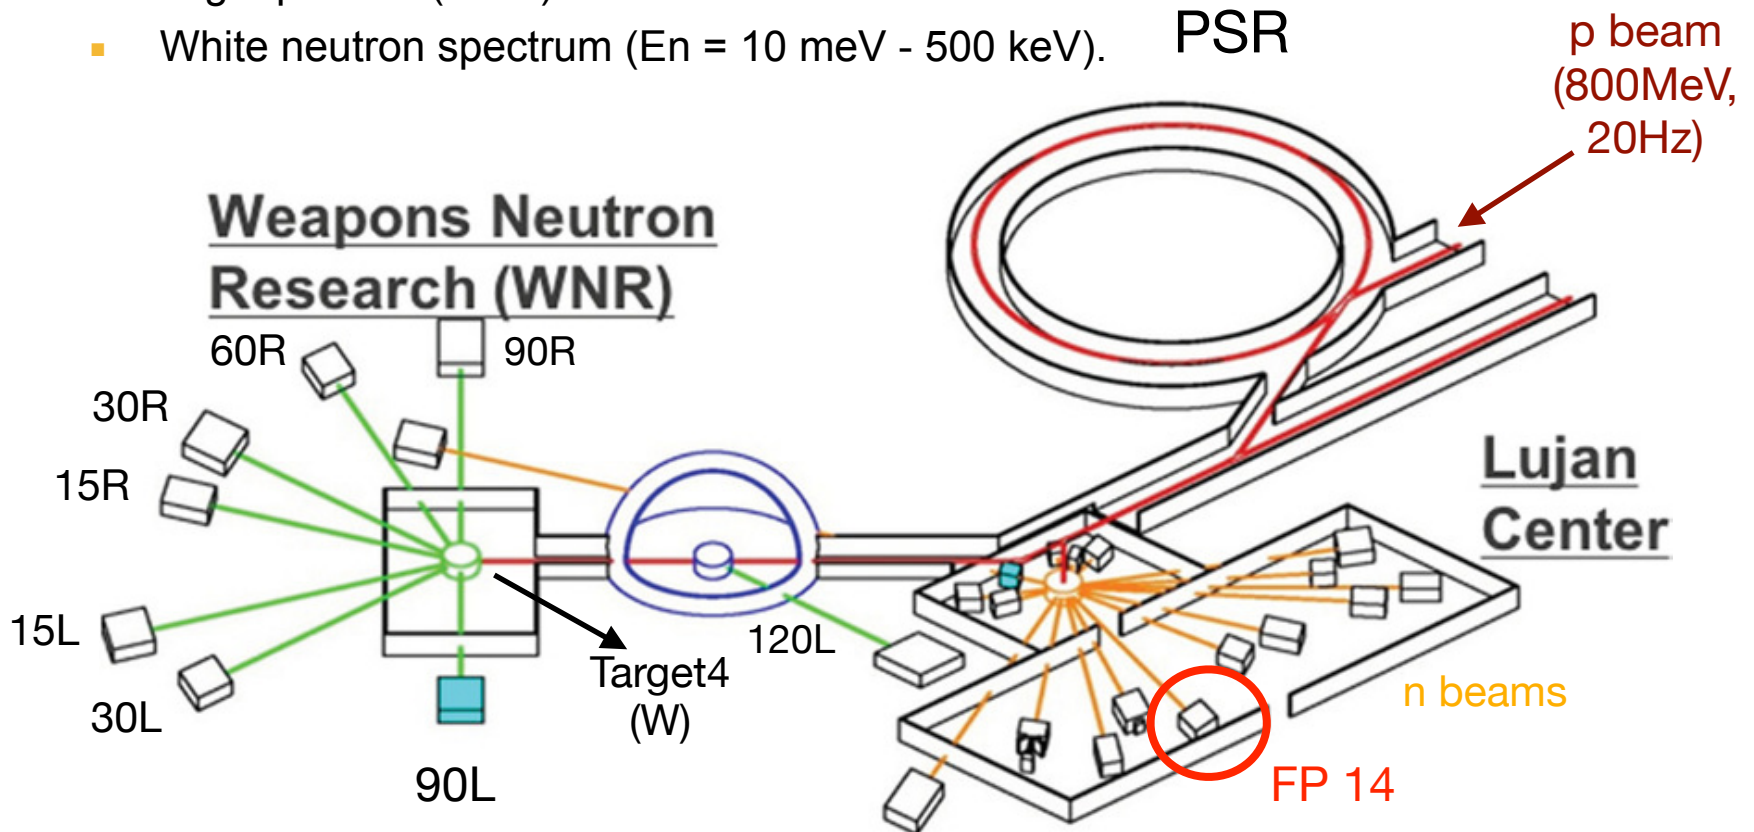 White neutron spectrum (En = 10 meV - 500 keV).
PSR
p beam
(800MeV,
20Hz)
Weapons Neutron
Research (WNR)
60R
90R
30R
15R
Lujan
Center
15L
120L
Target4
(W)
30L
n beams
90L
FP 14